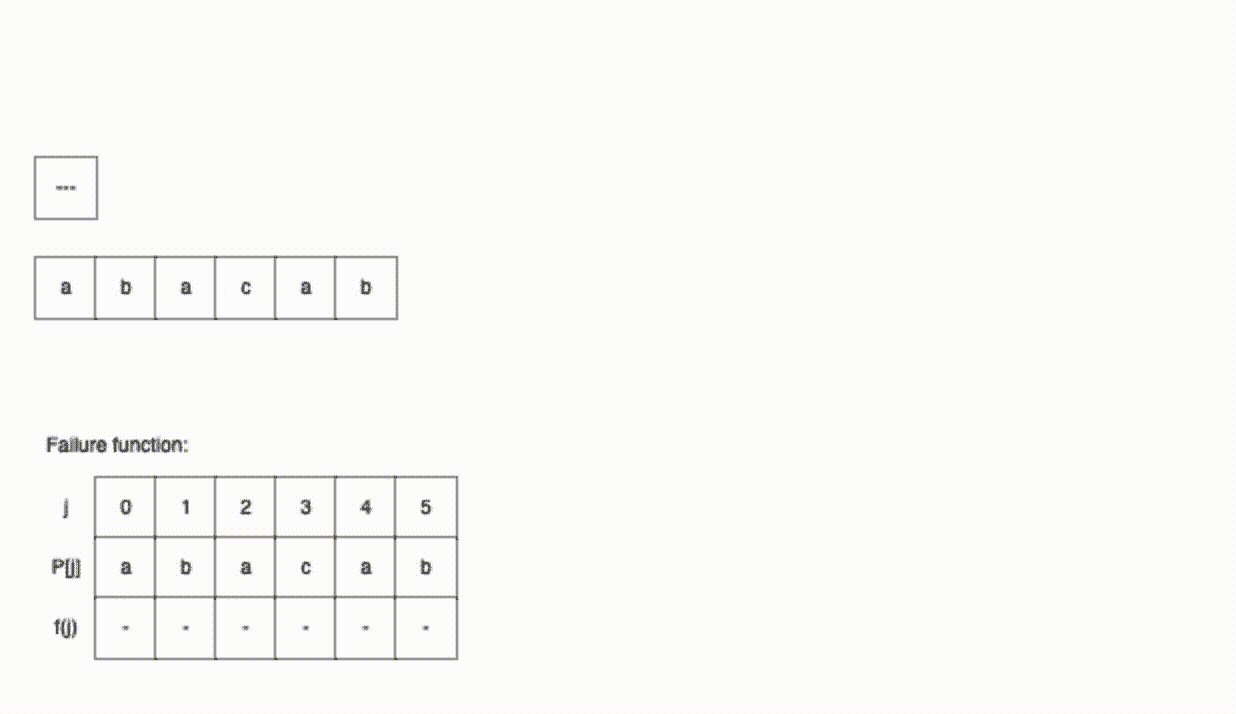 ---
a b a c a b
Failure function:
j 0 1 2 3 4 5
P[j] a b a c a b
f(j) - - - - - -